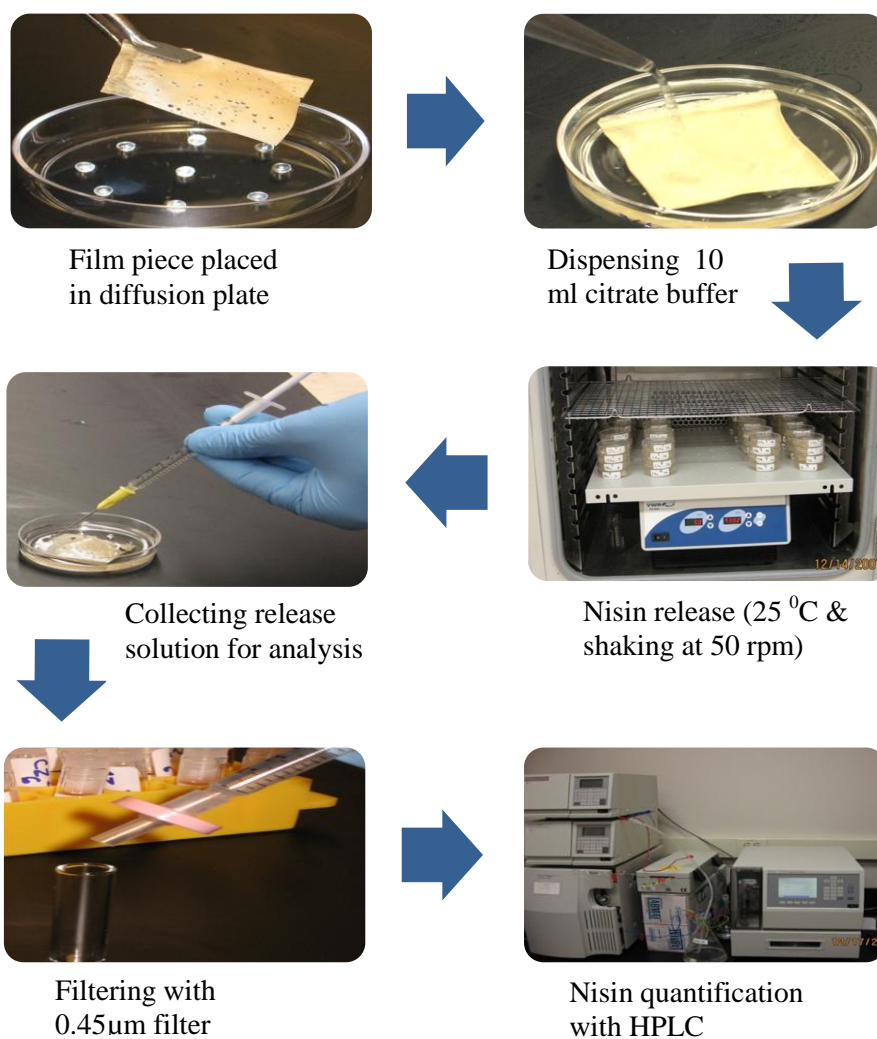 Film piece placed
in diffusion plate
Dispensing 10
ml citrate buffer
Nisin release (25 ⁰C &
shaking at 50 rpm)
Collecting release
solution for analysis
Filtering with
0.45µm filter
Nisin quantification
with HPLC